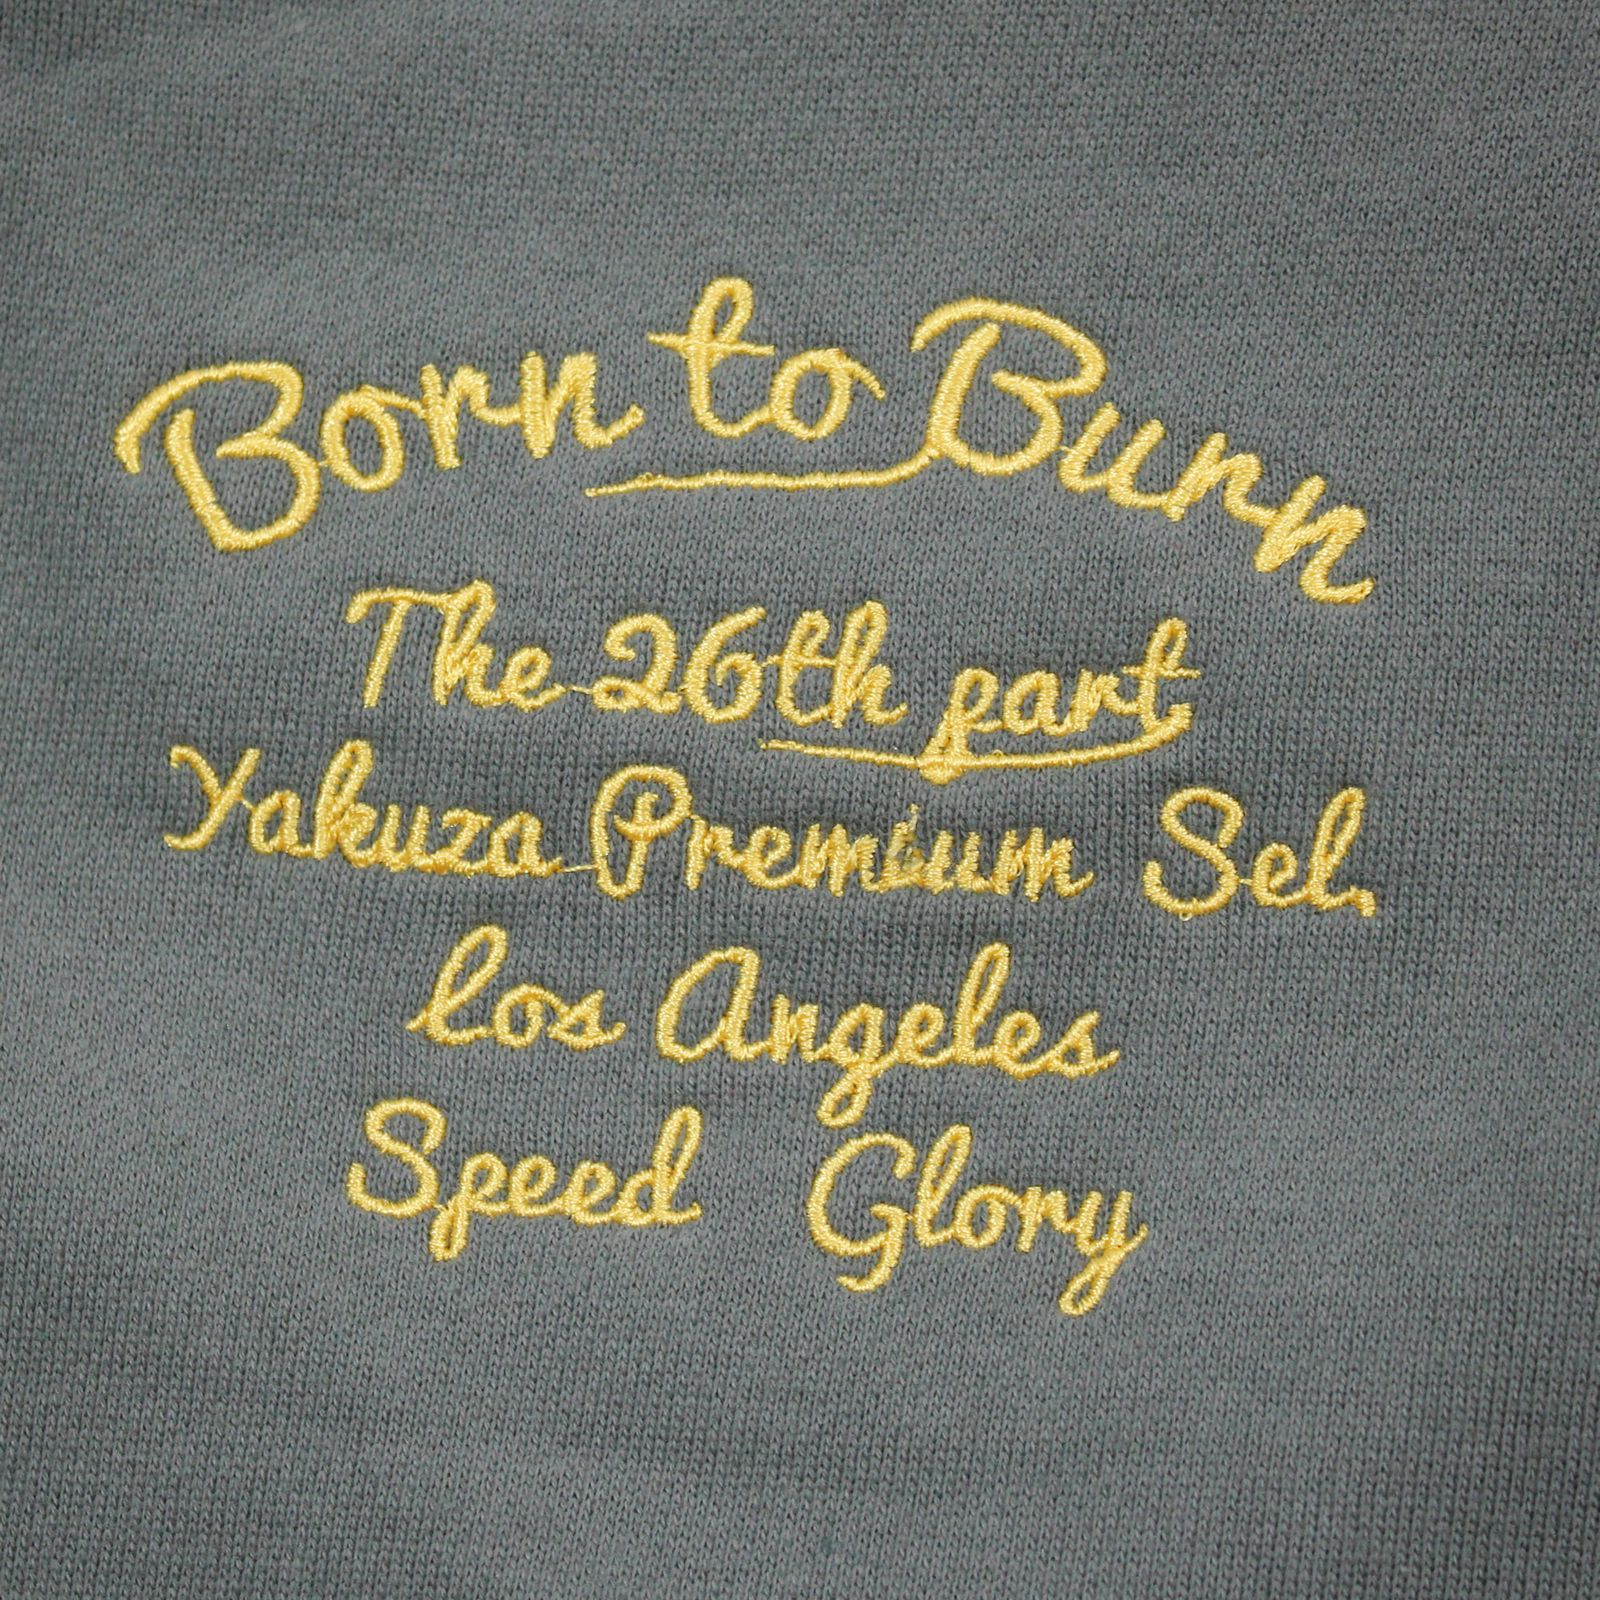 Born to Burn
The 26th part
Yakuza Premium Sel.
los Angeles
Speed Glory